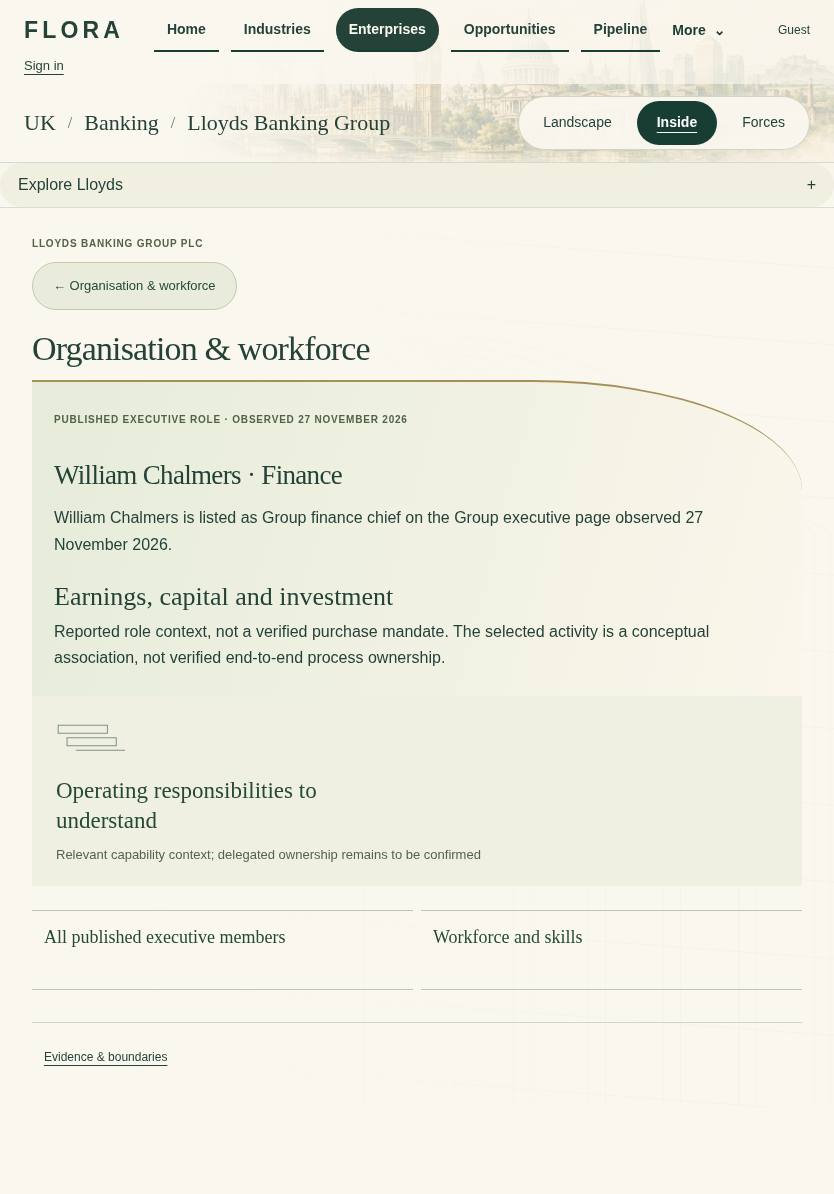 FLORA
Home
Industries
Enterprises
Opportunities
Pipeline
More ⌄
Guest
Sign in
UK / Banking / Lloyds Banking Group
Landscape
Inside
Forces
Explore Lloyds
+
LLOYDS BANKING GROUP PLC
← Organisation & workforce
Organisation & workforce
PUBLISHED EXECUTIVE ROLE · OBSERVED 27 NOVEMBER 2026
William Chalmers · Finance
William Chalmers is listed as Group finance chief on the Group executive page observed 27
November 2026.
Earnings, capital and investment
Reported role context, not a verified purchase mandate. The selected activity is a conceptual
association, not verified end-to-end process ownership.
Operating responsibilities to
understand
Relevant capability context; delegated ownership remains to be confirmed
All published executive members
Workforce and skills
Evidence & boundaries